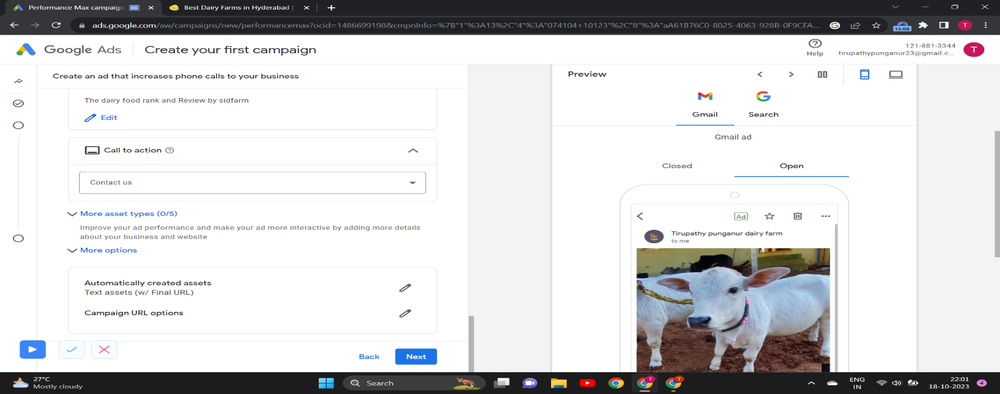 Performance Max campaign
Best Dairy Farms in Hyderabad |
ads.google.com/aw/campaigns/new/performancemax?ocid=1486699198&cmpnInfo=%7B"1"%3A13%2C"4"%3A"074104+10123"%2C"8"%3A"aA61B76C0-8025-4063-928B-0F9CFA...
15:08
T
Google Ads
Create your first campaign
Help
121-881-3344
tirupathypunganur23@gmail.c...
T
Create an ad that increases phone calls to your business
The dairy food rank and Review by sidfarm
Edit
Call to action
Contact us
More asset types (0/5)
Improve your ad performance and make your ad more interactive by adding more details
about your business and website
More options
Automatically created assets
Text assets (w/ Final URL)
Campaign URL options
Back
Next
Preview
Gmail
Search
Gmail ad
Closed
Open
Ad
Tirupathy punganur dairy farm
to me
27°C
Mostly cloudy
Search
T
T
ENG
IN
22:01
18-10-2023
4